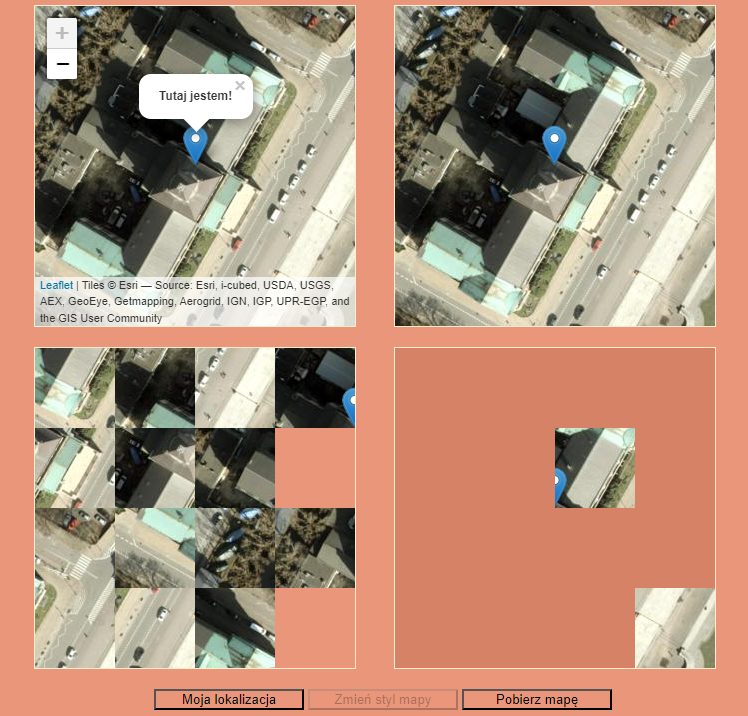 +
−
×
Tutaj jestem!
Leaflet | Tiles © Esri — Source: Esri, i-cubed, USDA, USGS,
AEX, GeoEye, Getmapping, Aerogrid, IGN, IGP, UPR-EGP, and
the GIS User Community
Moja lokalizacja Zmień styl mapy Pobierz mapę